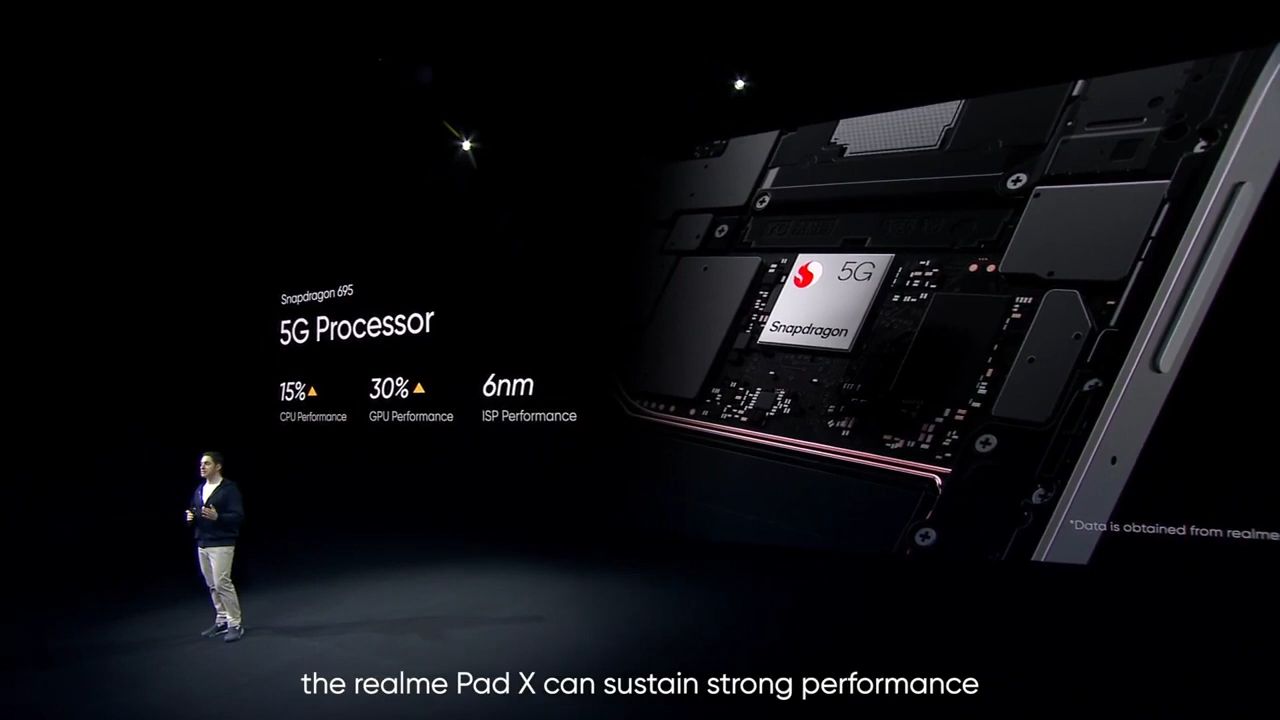 Snapdragon 695
5G Processor
15%▲ 30%▲ 6nm
CPU Performance GPU Performance ISP Performance
5G
Snapdragon
*Data is obtained from realme
the realme Pad X can sustain strong performance